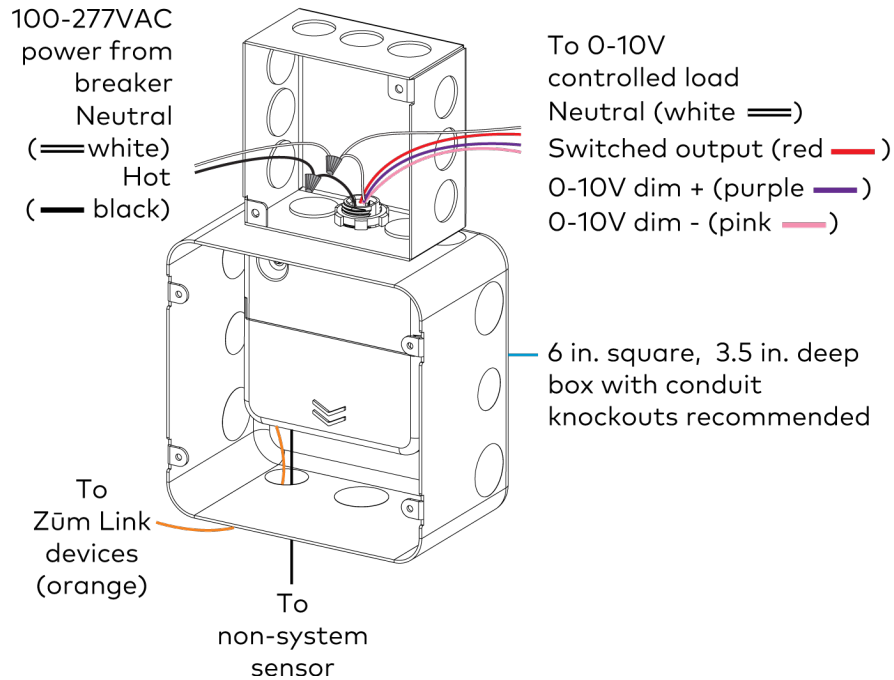 100-277VAC
power from
breaker
Neutral
(white)
Hot
(black)
To 0-10V
controlled load
Neutral (white)
Switched output (red)
0-10V dim + (purple)
0-10V dim - (pink)
6 in. square, 3.5 in. deep
box with conduit
knockouts recommended
To
Zūm Link
devices
(orange)
To
non-system
sensor